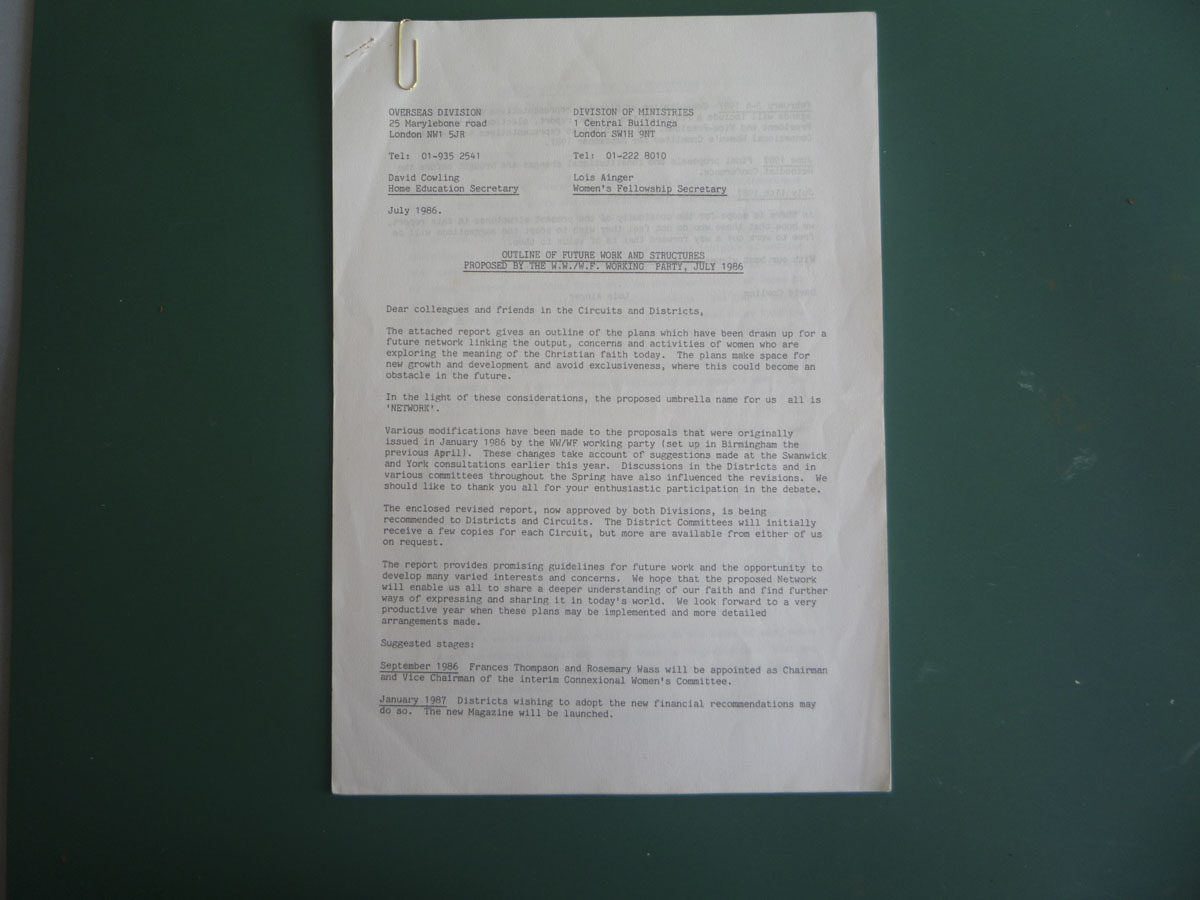 OVERSEAS DIVISION DIVISION OF MINISTRIES
25 Marylebone road 1 Central Buildings
London NW1 5JR London SW1H 9NT
Tel: 01-935 2541 Tel: 01-222 8010
David Cowling Lois Ainger
Home Education Secretary Women's Fellowship Secretary
July 1986.
OUTLINE OF FUTURE WORK AND STRUCTURES
PROPOSED BY THE W.W./W.F. WORKING PARTY, JULY 1986
Dear colleagues and friends in the Circuits and Districts,
The attached report gives an outline of the plans which have been drawn up for a
future network linking the output, concerns and activities of women who are
exploring the meaning of the Christian faith today. The plans make space for
new growth and development and avoid exclusiveness, where this could become an
obstacle in the future.
In the light of these considerations, the proposed umbrella name for us all is
'NETWORK'.
Various modifications have been made to the proposals that were originally
issued in January 1986 by the WW/WF working party (set up in Birmingham the
previous April). These changes take account of suggestions made at the Swanwick
and York consultations earlier this year. Discussions in the Districts and in
various committees throughout the Spring have also influenced the revisions. We
should like to thank you all for your enthusiastic participation in the debate.
The enclosed revised report, now approved by both Divisions, is being
recommended to Districts and Circuits. The District Committees will initially
receive a few copies for each Circuit, but more are available from either of us
on request.
The report provides promising guidelines for future work and the opportunity to
develop many varied interests and concerns. We hope that the proposed Network
will enable us all to share a deeper understanding of our faith and find further
ways of expressing and sharing it in today's world. We look forward to a very
productive year when these plans may be implemented and more detailed
arrangements made.
Suggested stages:
September 1986 Frances Thompson and Rosemary Wass will be appointed as Chairman
and Vice Chairman of the interim Connexional Women's Committee.
January 1987 Districts wishing to adopt the new financial recommendations may
do so. The new Magazine will be launched.